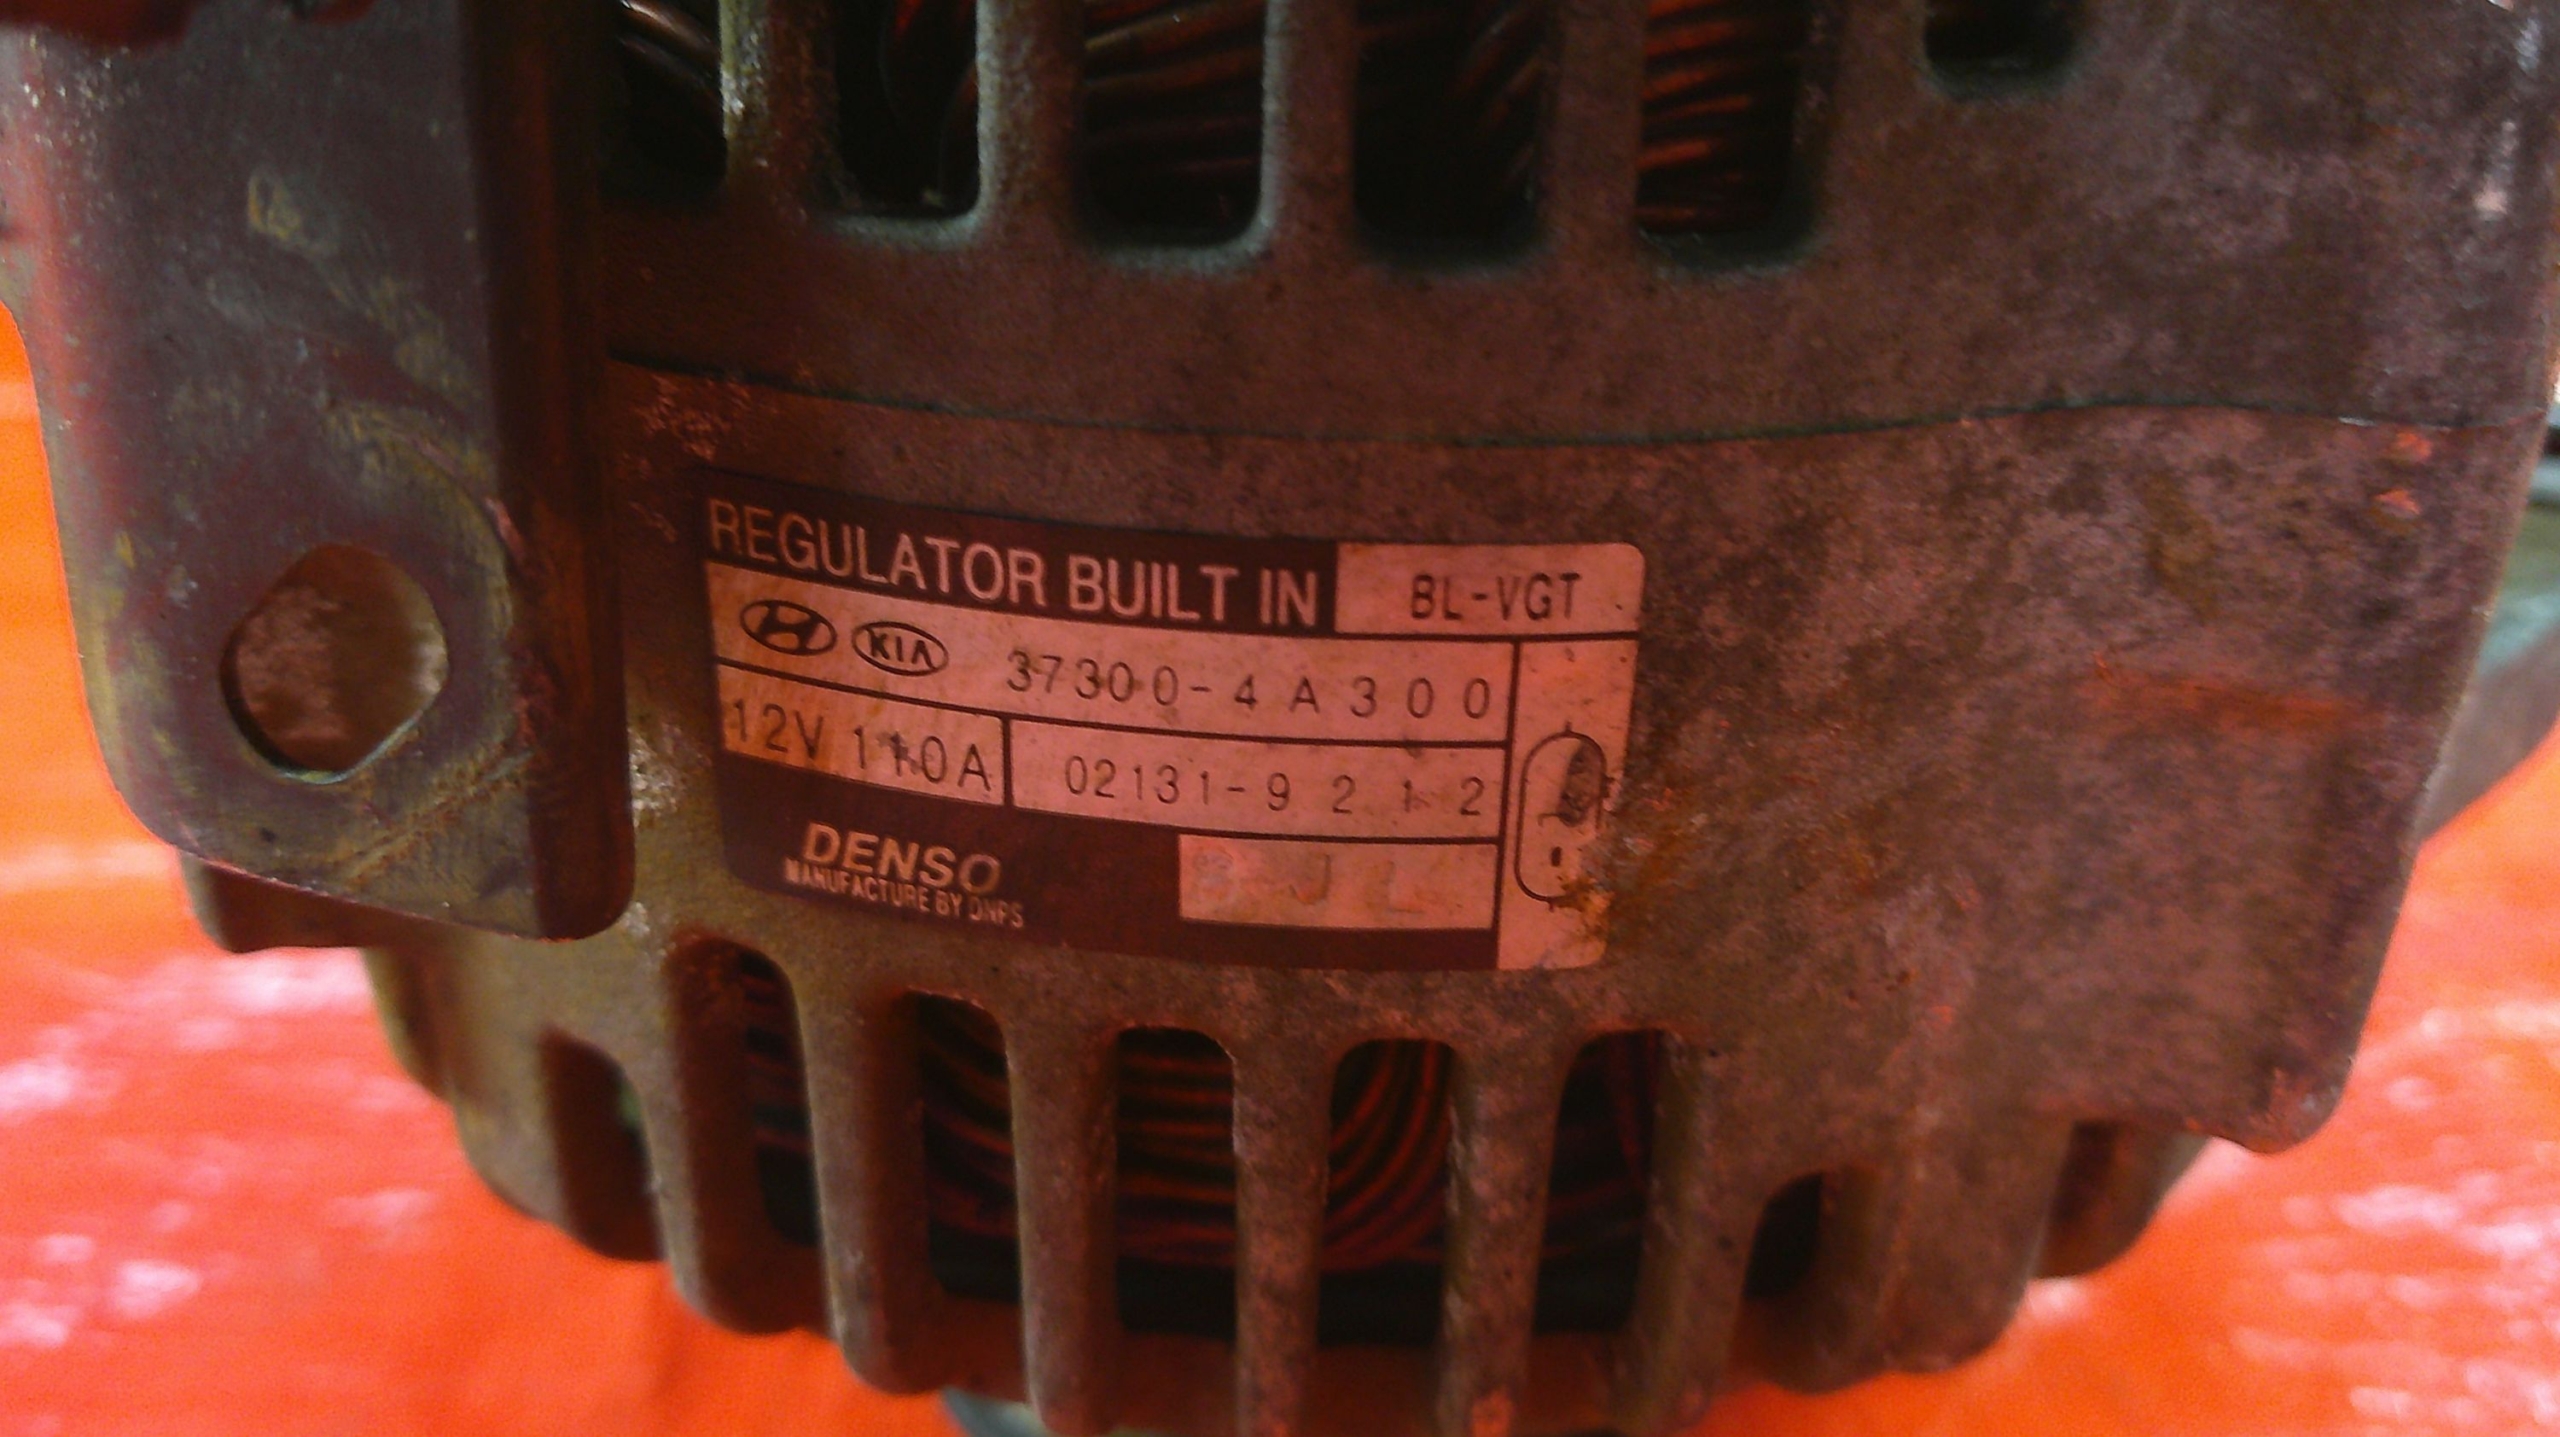 REGULATOR BUILT IN BL-VGT
KIA 37300-4A300
12V 110A 02131-9212
DENSO
MANUFACTURE BY DNPS